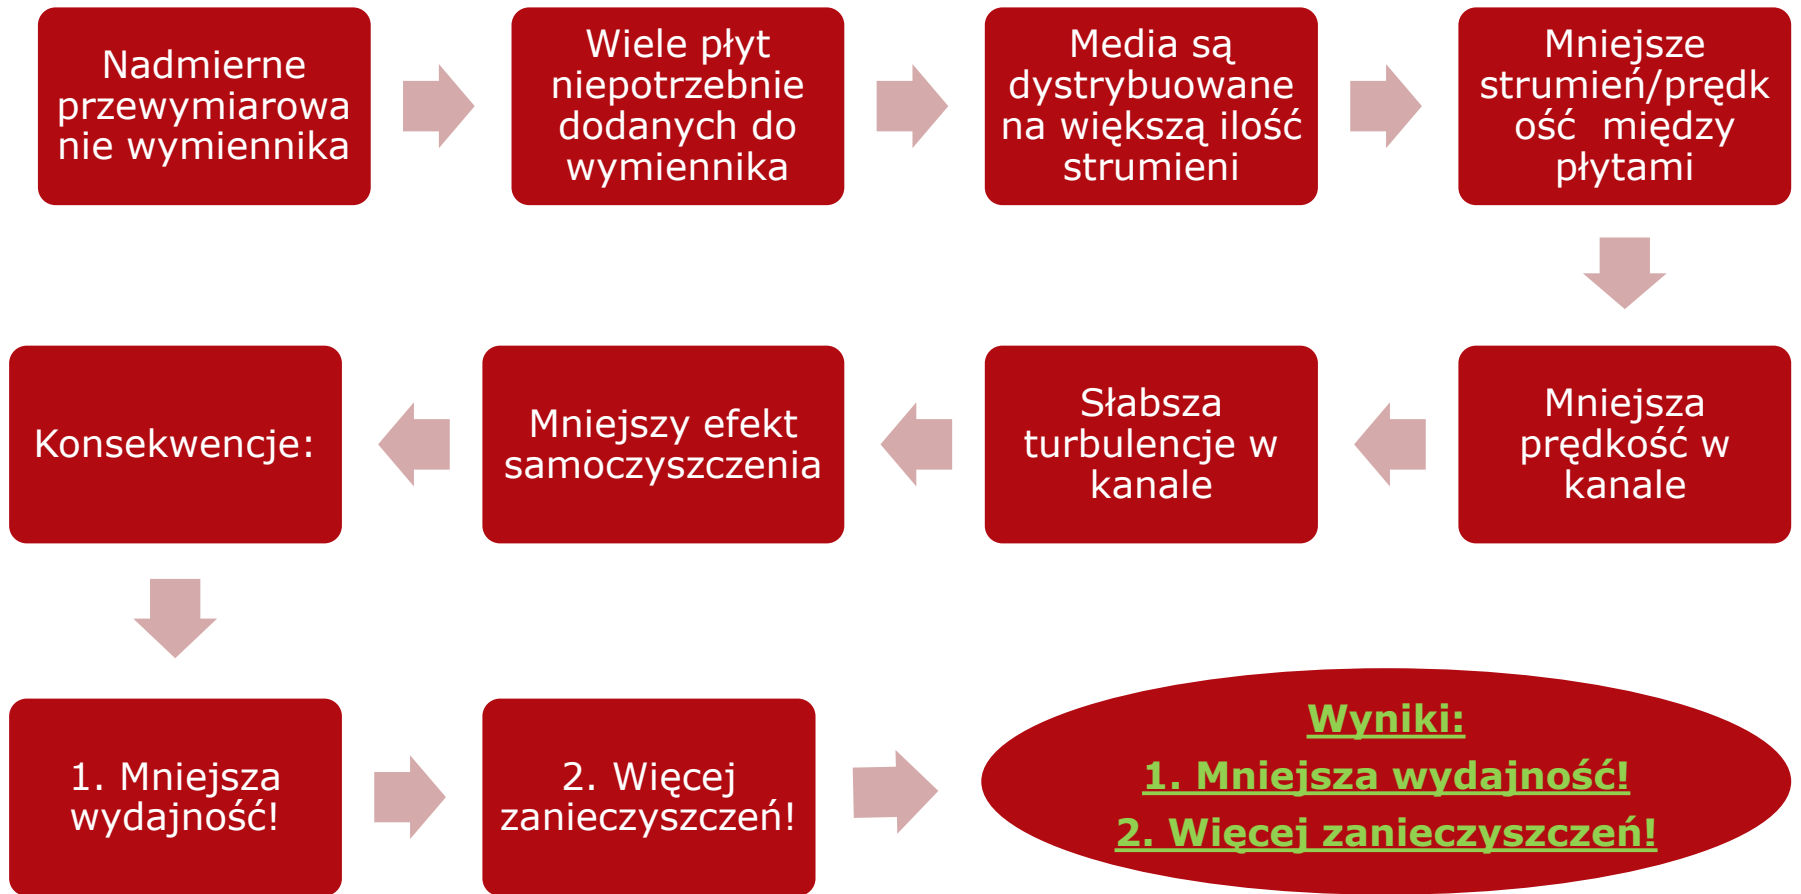 Nadmierne
przewymiarowa
nie wymiennika
Wiele płyt
niepotrzebnie
dodanych do
wymiennika
Media są
dystrybuowane
na większą ilość
strumieni
Mniejsze
strumień/prędk
ość  między
płytami
Mniejsza
prędkość w
kanale
Słabsza
turbulencje w
kanale
Mniejszy efekt
samoczyszczenia
Konsekwencje:
1. Mniejsza
wydajność!
2. Więcej
zanieczyszczeń!
Wyniki:
1. Mniejsza wydajność!
2. Więcej zanieczyszczeń!